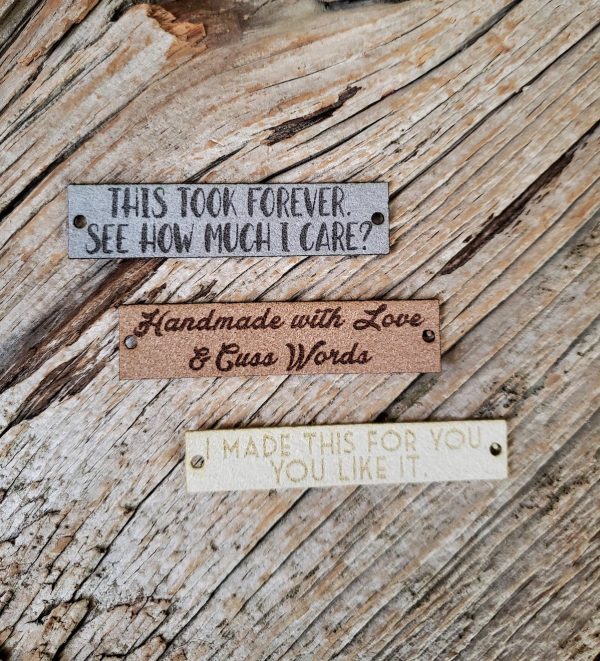 THIS TOOK FOREVER.
SEE HOW MUCH I CARE?
Handmade with Love
& Cuss Words
I MADE THIS FOR YOU
YOU LIKE IT.